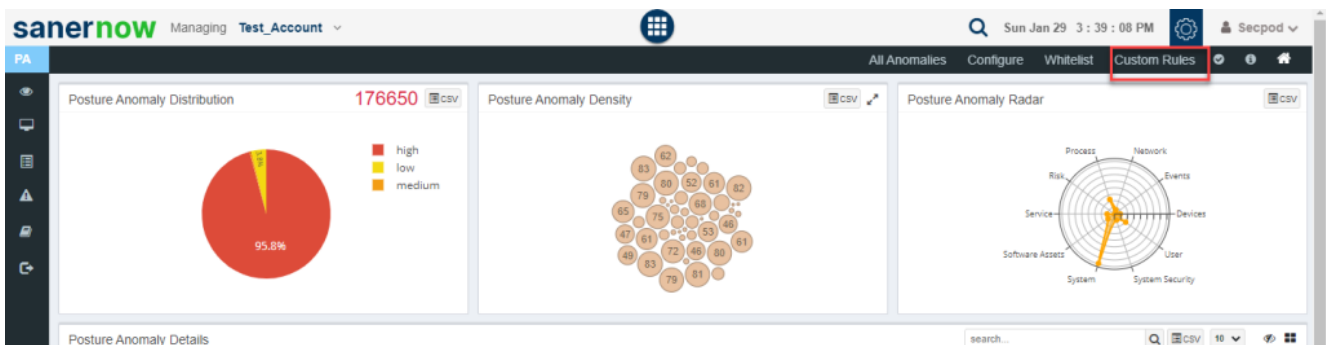 sanernow Managing Test_Account Sun Jan 29 3 : 39 : 08 PM Secpod
PA All Anomalies Configure Whitelist Custom Rules
Posture Anomaly Distribution 176650 CSV
high
low
medium
3.8%
95.8%
Posture Anomaly Density CSV
62
83
80 52 61 82
79
68
65 75
46
47 61 53
61
49 72 46 80
83
79 81
Posture Anomaly Radar CSV
Process Network
Risk Events
Service Devices
Software Assets User
System System Security
Posture Anomaly Details search... CSV 10